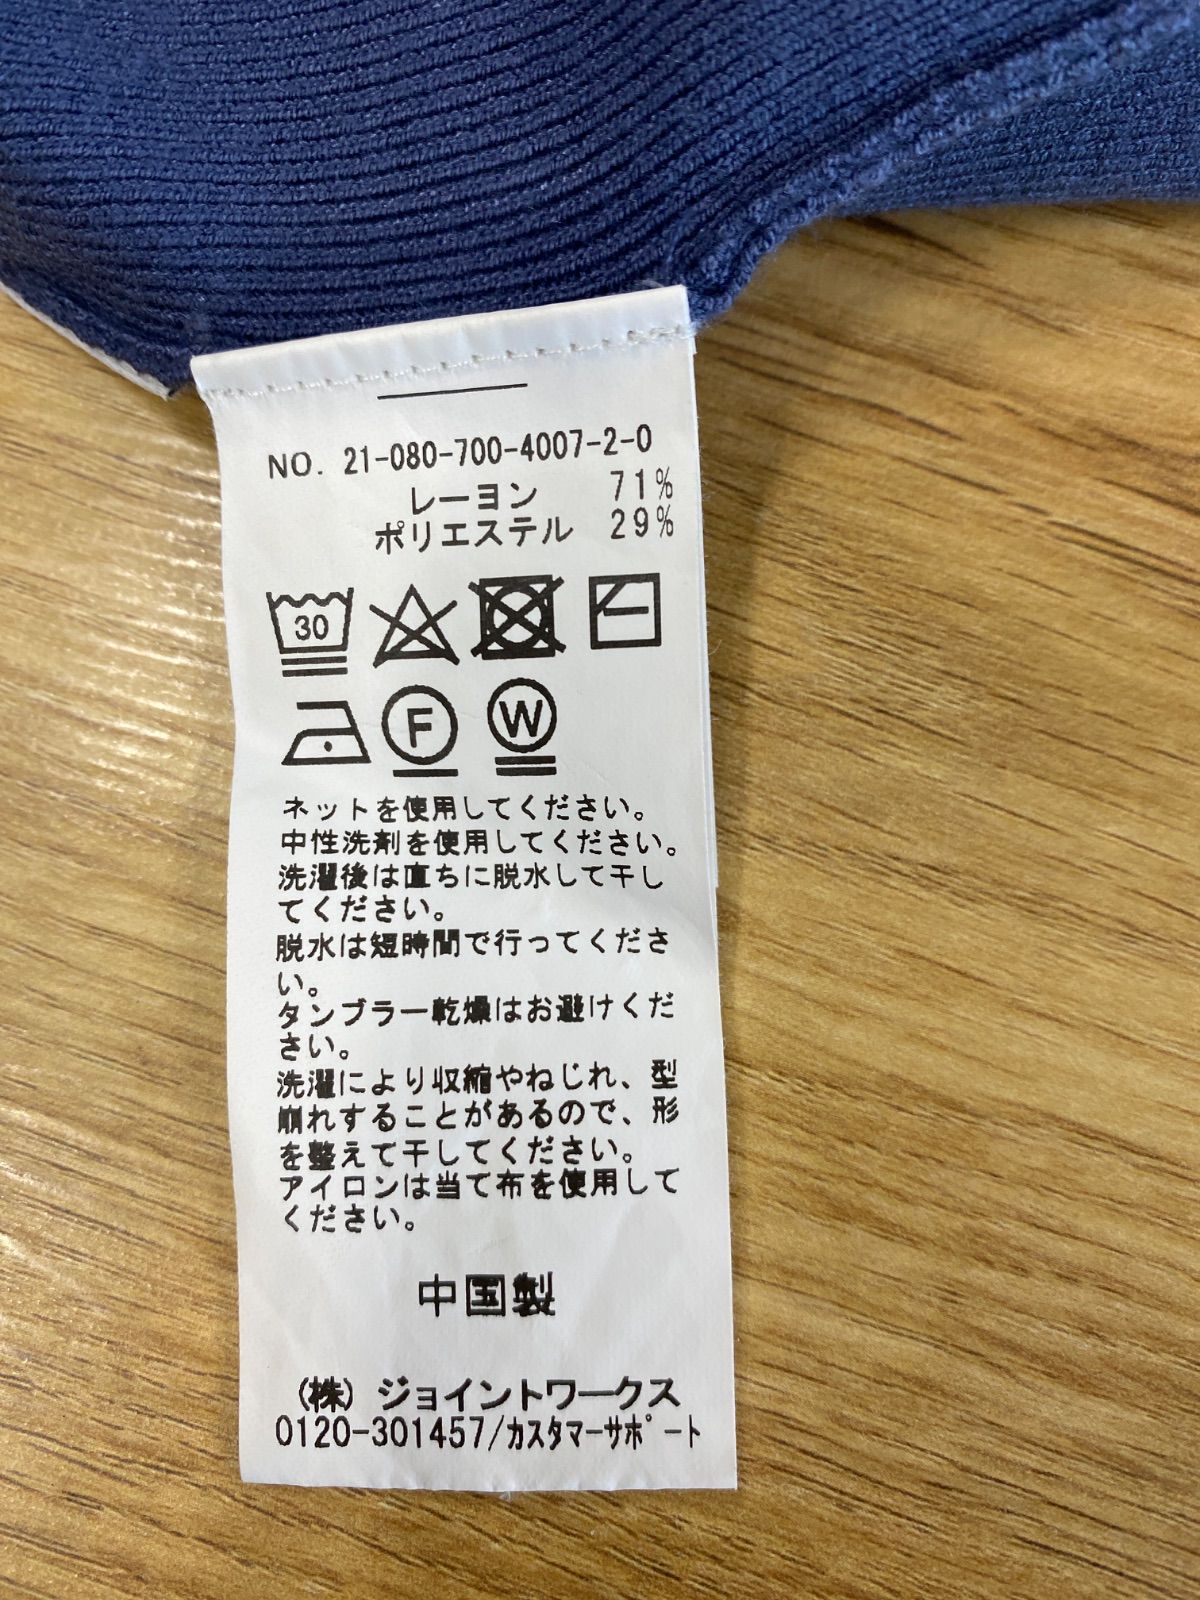 NO. 21-080-700-4007-2-0
レーヨン 71%
ポリエステル 29%
30
F
W
ネットを使用してください。
中性洗剤を使用してください。
洗濯後は直ちに脱水して干し
てください。
脱水は短時間で行ってくださ
い。
タンブラー乾燥はお避けくだ
さい。
洗濯により収縮やねじれ、型
崩れすることがあるので、形
を整えて干してください。
アイロンは当て布を使用して
ください。
中国製
(株) ジョイントワークス
0120-301457/カスタマーサポート